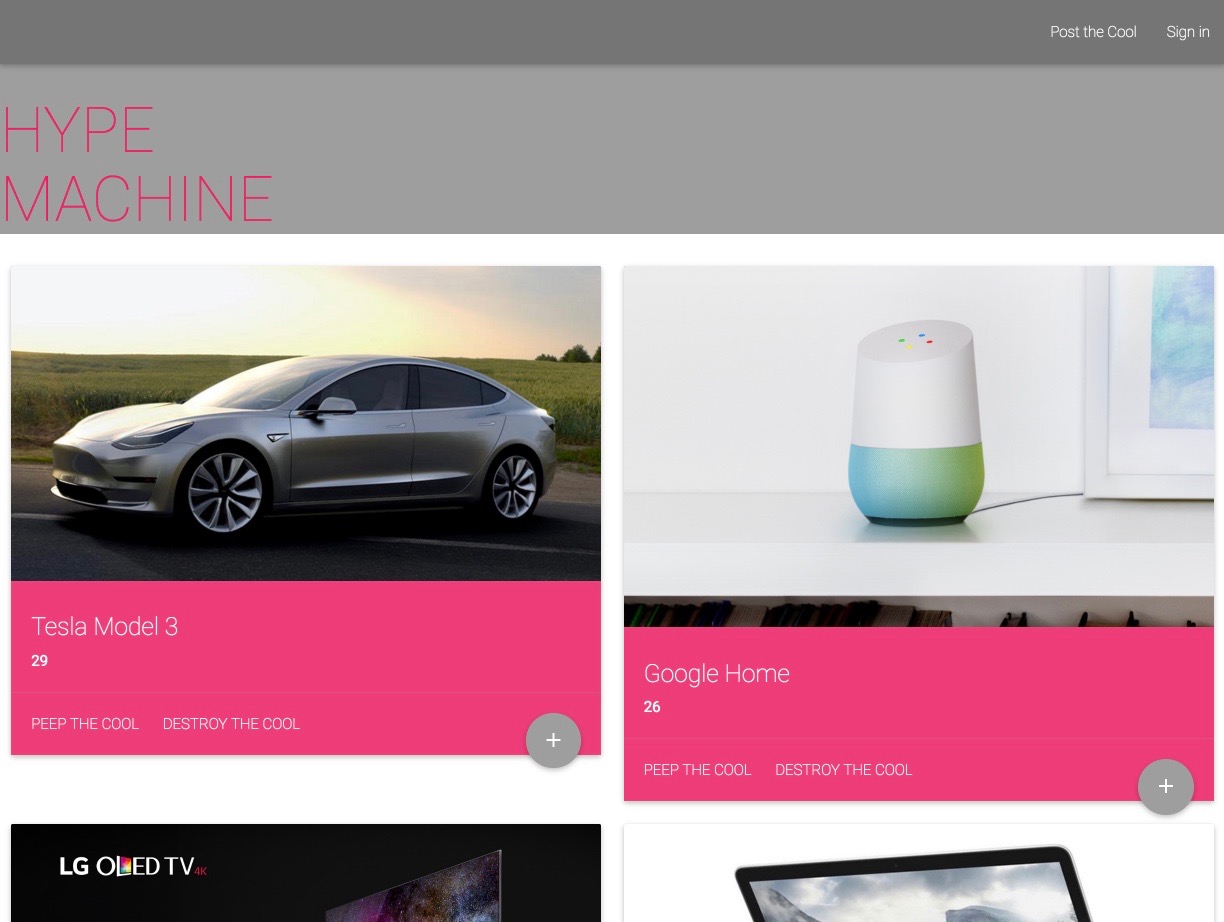 Post the Cool Sign in
HYPE
MACHINE
Tesla Model 3
29
PEEP THE COOL DESTROY THE COOL
+
Google Home
26
PEEP THE COOL DESTROY THE COOL
+
LG OLED TV 4K